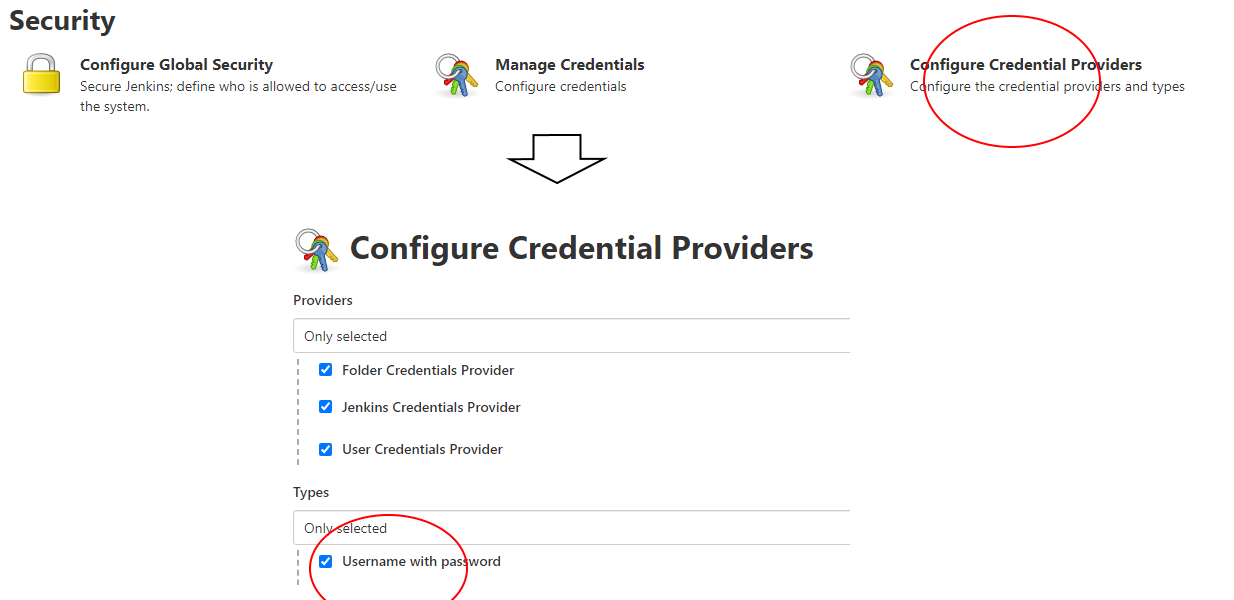 Security
Configure Global Security
Secure Jenkins; define who is allowed to access/use
the system.
Manage Credentials
Configure credentials
Configure Credential Providers
Configure the credential providers and types
Configure Credential Providers
Providers
Only selected
Folder Credentials Provider
Jenkins Credentials Provider
User Credentials Provider
Types
Only selected
Username with password